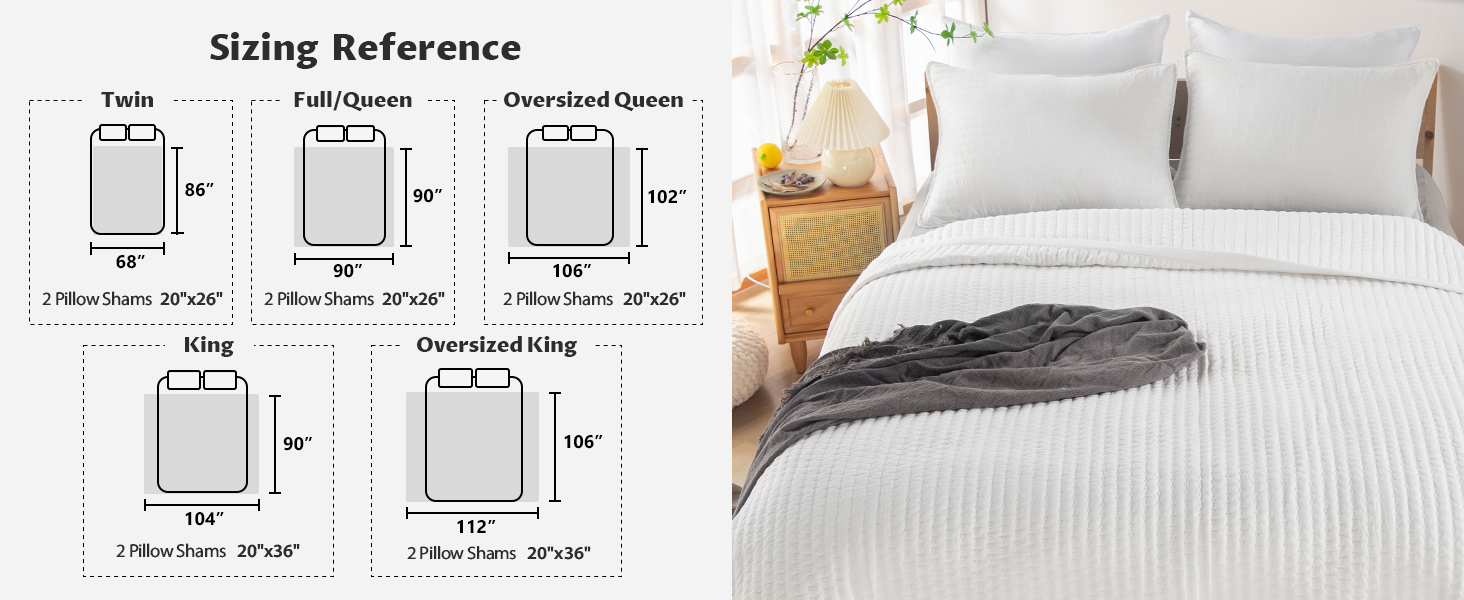 Sizing Reference
Twin
86”
68”
2 Pillow Shams 20"x26"
Full/Queen
90”
90”
2 Pillow Shams 20"x26"
Oversized Queen
102”
106”
2 Pillow Shams 20"x26"
King
90”
104”
2 Pillow Shams 20"x36"
Oversized King
106”
112”
2 Pillow Shams 20"x36"